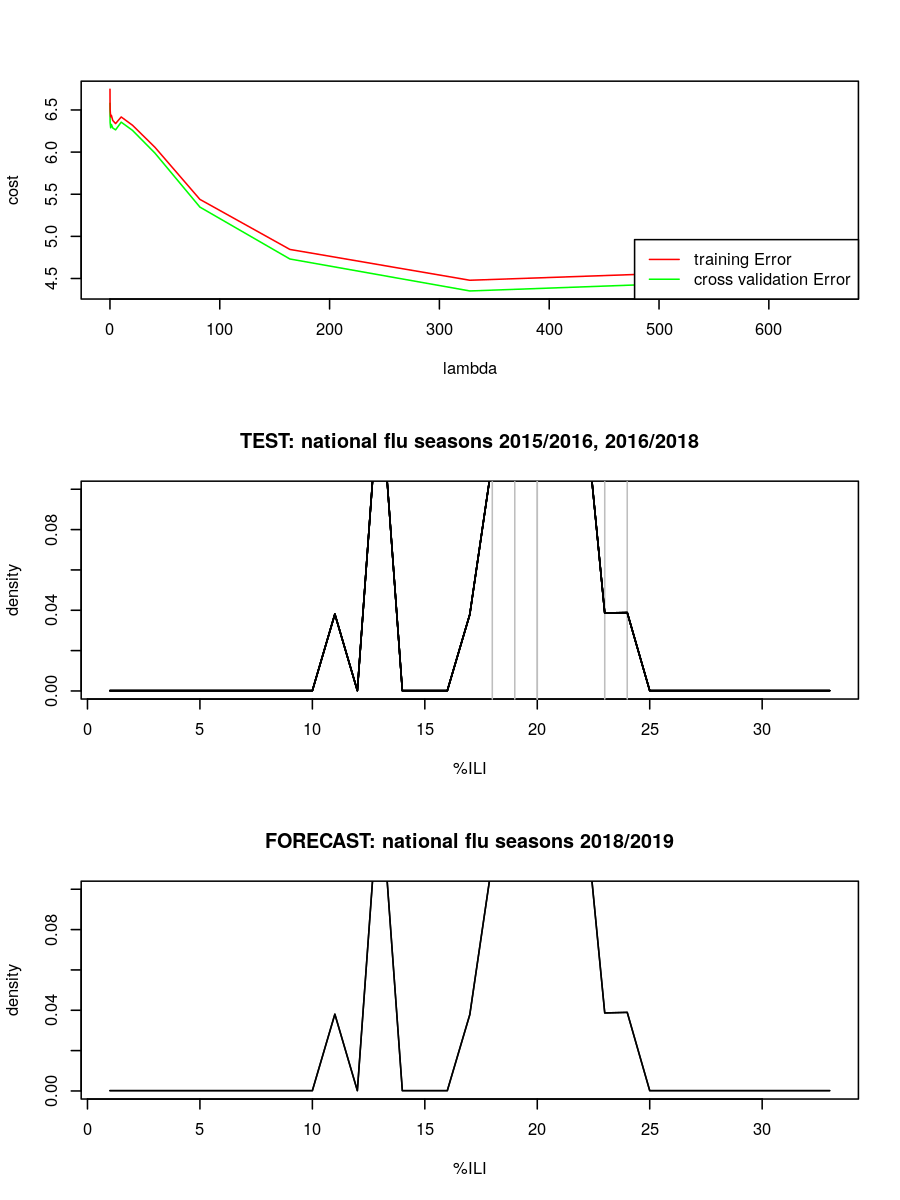 cost
6.5
6.0
5.5
5.0
4.5
training Error
cross validation Error
0 100 200 300 400 500 600
lambda
TEST: national flu seasons 2015/2016, 2016/2018
density
0.08
0.04
0.00
0 5 10 15 20 25 30
%ILI
FORECAST: national flu seasons 2018/2019
density
0.08
0.04
0.00
0 5 10 15 20 25 30
%ILI